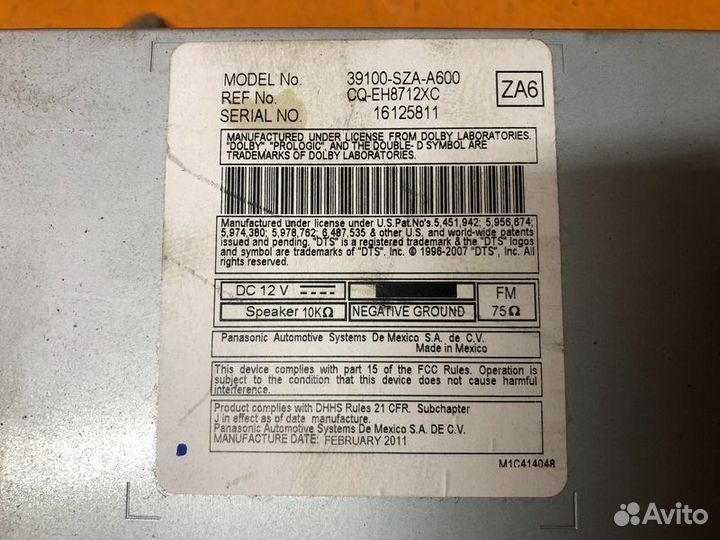 MODEL No. 39100-SZA-A600
REF No. CQ-EH8712XC
SERIAL NO. 16125811
ZA6
MANUFACTURED UNDER LICENSE FROM DOLBY LABORATORIES.
"DOLBY", "PROLOGIC", AND THE DOUBLE- D SYMBOL ARE
TRADEMARKS OF DOLBY LABORATORIES.
Manufactured under license under U.S.Pat.No's.5,451,942; 5,956,674;
5,974,380; 5,978,762; 6,487,535 & other U.S. and world-wide patents
issued and pending. "DTS" is a registered trademark & the "DTS" logos
and symbol are trademarks of "DTS". Inc. © 1996-2007 "DTS", Inc. All
rights reserved.
DC 12 V
FM
Speaker 10KΩ NEGATIVE GROUND 75Ω
Panasonic Automotive Systems De Mexico S.A. de C.V.
Made in Mexico
This device complies with part 15 of the FCC Rules. Operation is
subject to the condition that this device does not cause harmful
interference.
Product complies with DHHS Rules 21 CFR. Subchapter
J in effect as of date manufacture.
Panasonic Automotive Systems De Mexico S.A. DE C.V.
MANUFACTURE DATE: FEBRUARY 2011
M1C414048
Avito